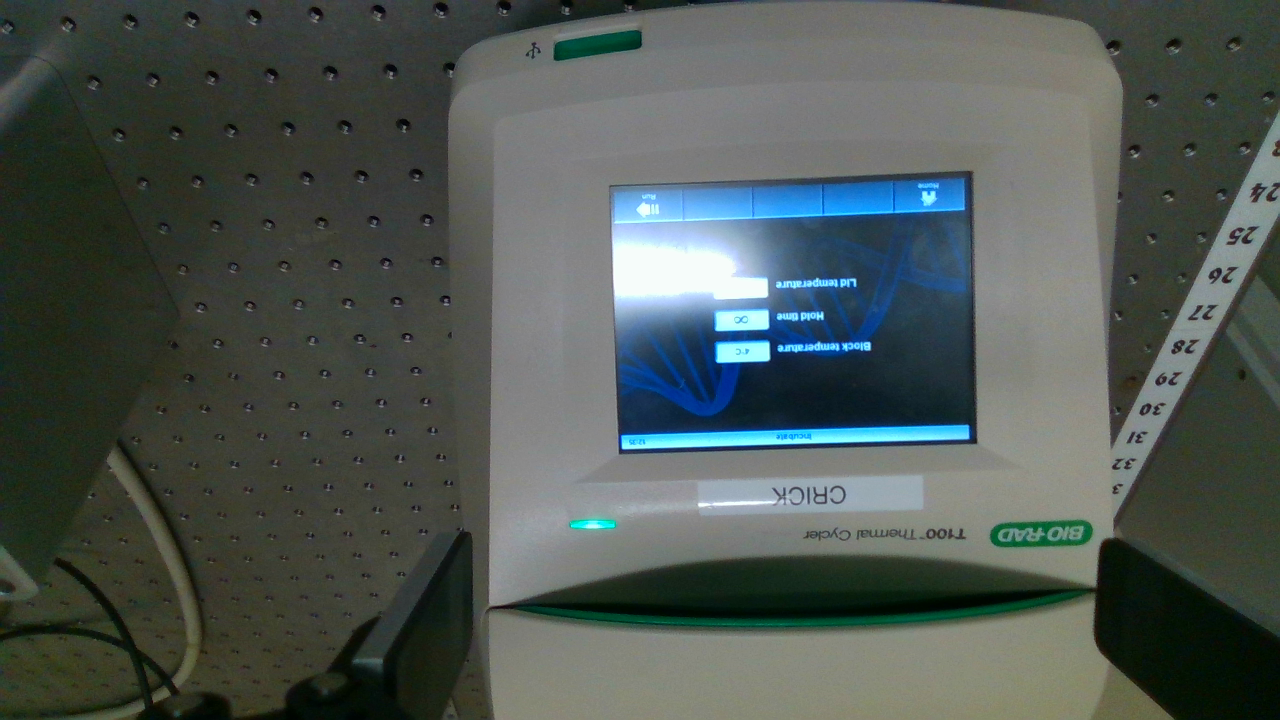 BIO-RAD
T100™ Thermal Cycler
CRICK
Incubate 12:35
Block temperature 4°C
Hold time ∞
Lid temperature
Home Run
24
25
26
27
28
29
30
31
32